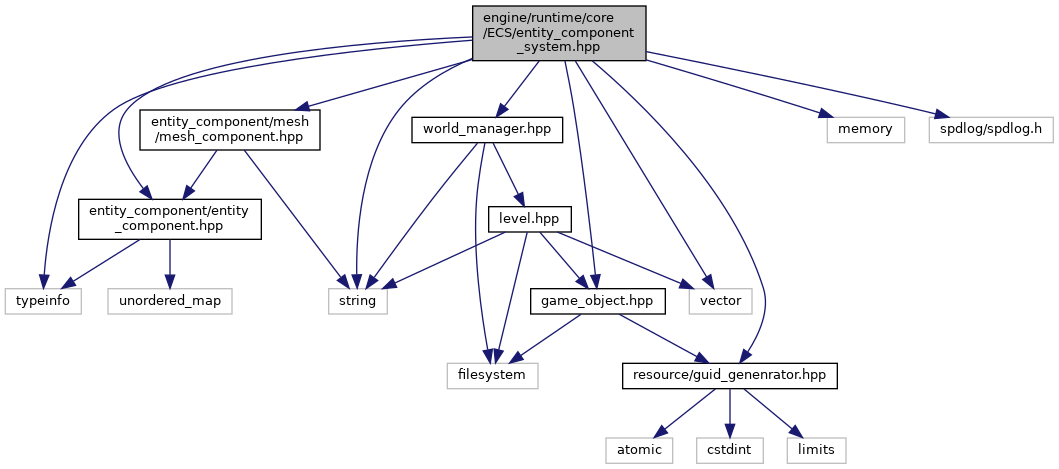 engine/runtime/core
/ECS/entity_component
_system.hpp
entity_component/mesh
/mesh_component.hpp
world_manager.hpp
memory
spdlog/spdlog.h
entity_component/entity
_component.hpp
level.hpp
typeinfo
unordered_map
string
game_object.hpp
vector
filesystem
resource/guid_genenrator.hpp
atomic
cstdint
limits